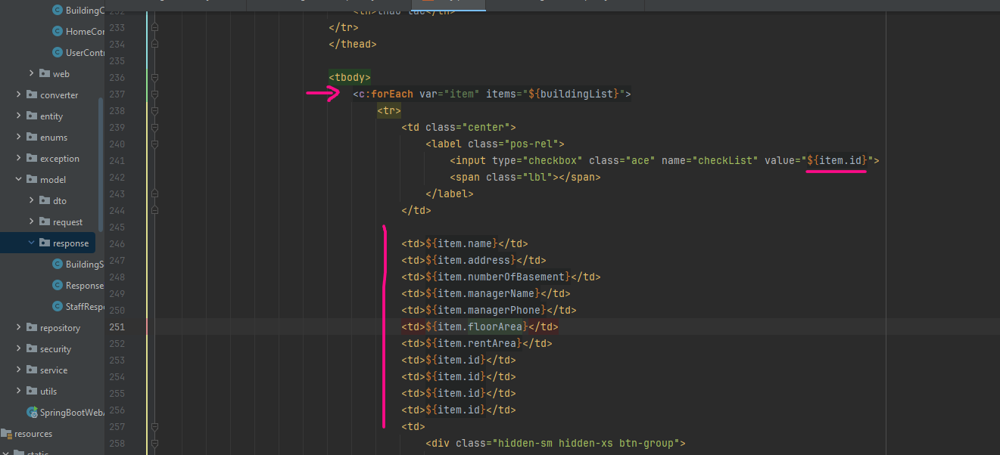 BuildingC
HomeCon
UserContr
web
converter
entity
enums
exception
model
dto
request
response
BuildingS
Response
StaffRespo
repository
security
service
utils
SpringBootWebA
resources
static
233 </tr>
234 </thead>
235
236 <tbody>
237 <c:forEach var="item" items="${buildingList}">
238 <tr>
239 <td class="center">
240 <label class="pos-rel">
241 <input type="checkbox" class="ace" name="checkList" value="${item.id}">
242 <span class="lbl"></span>
243 </label>
244 </td>
245
246 <td>${item.name}</td>
247 <td>${item.address}</td>
248 <td>${item.numberOfBasement}</td>
249 <td>${item.managerName}</td>
250 <td>${item.managerPhone}</td>
251 <td>${item.floorArea}</td>
252 <td>${item.rentArea}</td>
253 <td>${item.id}</td>
254 <td>${item.id}</td>
255 <td>${item.id}</td>
256 <td>${item.id}</td>
257 <td>
258 <div class="hidden-sm hidden-xs btn-group">